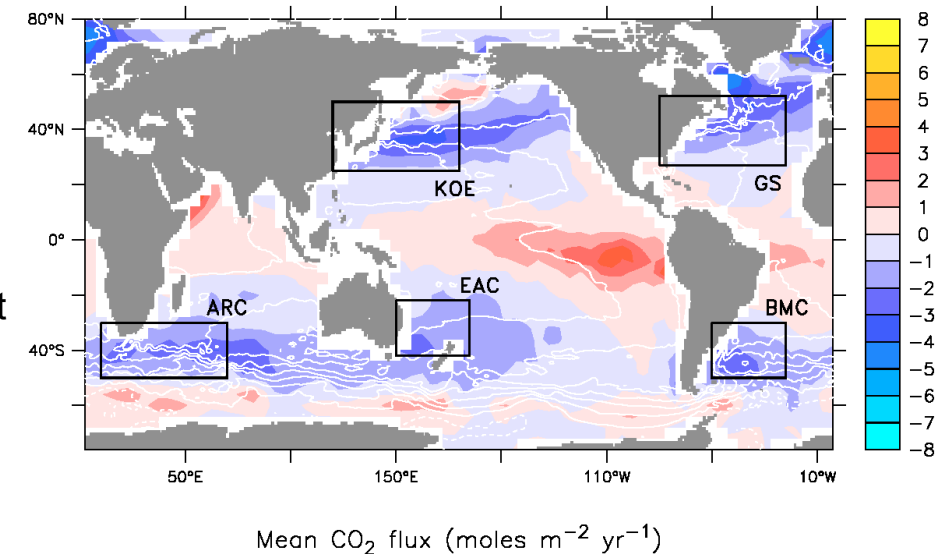 80°N
40°N
0°
40°S
t
KOE
GS
EAC
ARC
BMC
50°E
150°E
110°W
10°W
8
7
6
5
4
3
2
1
0
−1
−2
−3
−4
−5
−6
−7
−8
Mean CO₂ flux (moles m⁻² yr⁻¹)